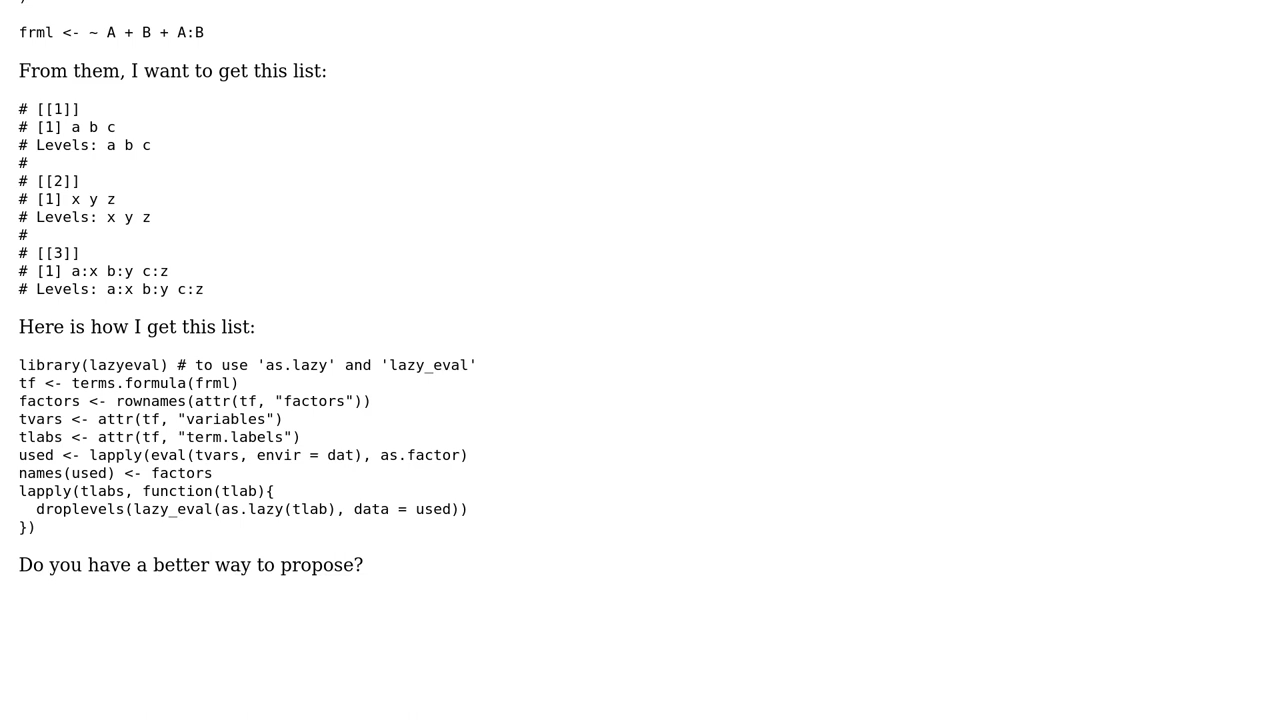 )
frml <- ~ A + B + A:B
From them, I want to get this list:
# [[1]]
# [1] a b c
# Levels: a b c
#
# [[2]]
# [1] x y z
# Levels: x y z
#
# [[3]]
# [1] a:x b:y c:z
# Levels: a:x b:y c:z
Here is how I get this list:
library(lazyeval) # to use 'as.lazy' and 'lazy_eval'
tf <- terms.formula(frml)
factors <- rownames(attr(tf, "factors"))
tvars <- attr(tf, "variables")
tlabs <- attr(tf, "term.labels")
used <- lapply(eval(tvars, envir = dat), as.factor)
names(used) <- factors
lapply(tlabs, function(tlab){
  droplevels(lazy_eval(as.lazy(tlab), data = used))
})
Do you have a better way to propose?